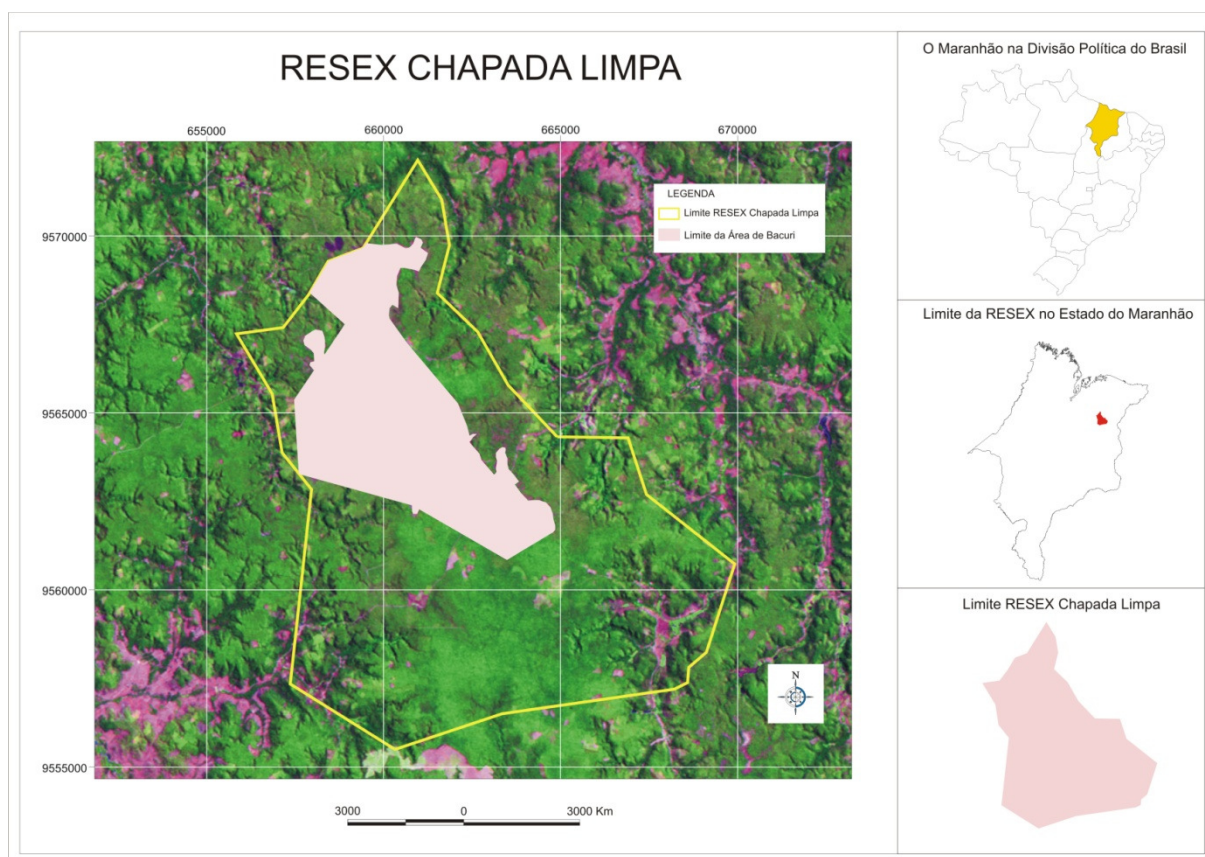 RESEX CHAPADA LIMPA
655000 660000 665000 670000
9570000
9565000
9560000
9555000
LEGENDA
Limite RESEX Chapada Limpa
Limite da Área de Bacuri
N
3000 0 3000 Km
O Maranhão na Divisão Política do Brasil
Limite da RESEX no Estado do Maranhão
Limite RESEX Chapada Limpa